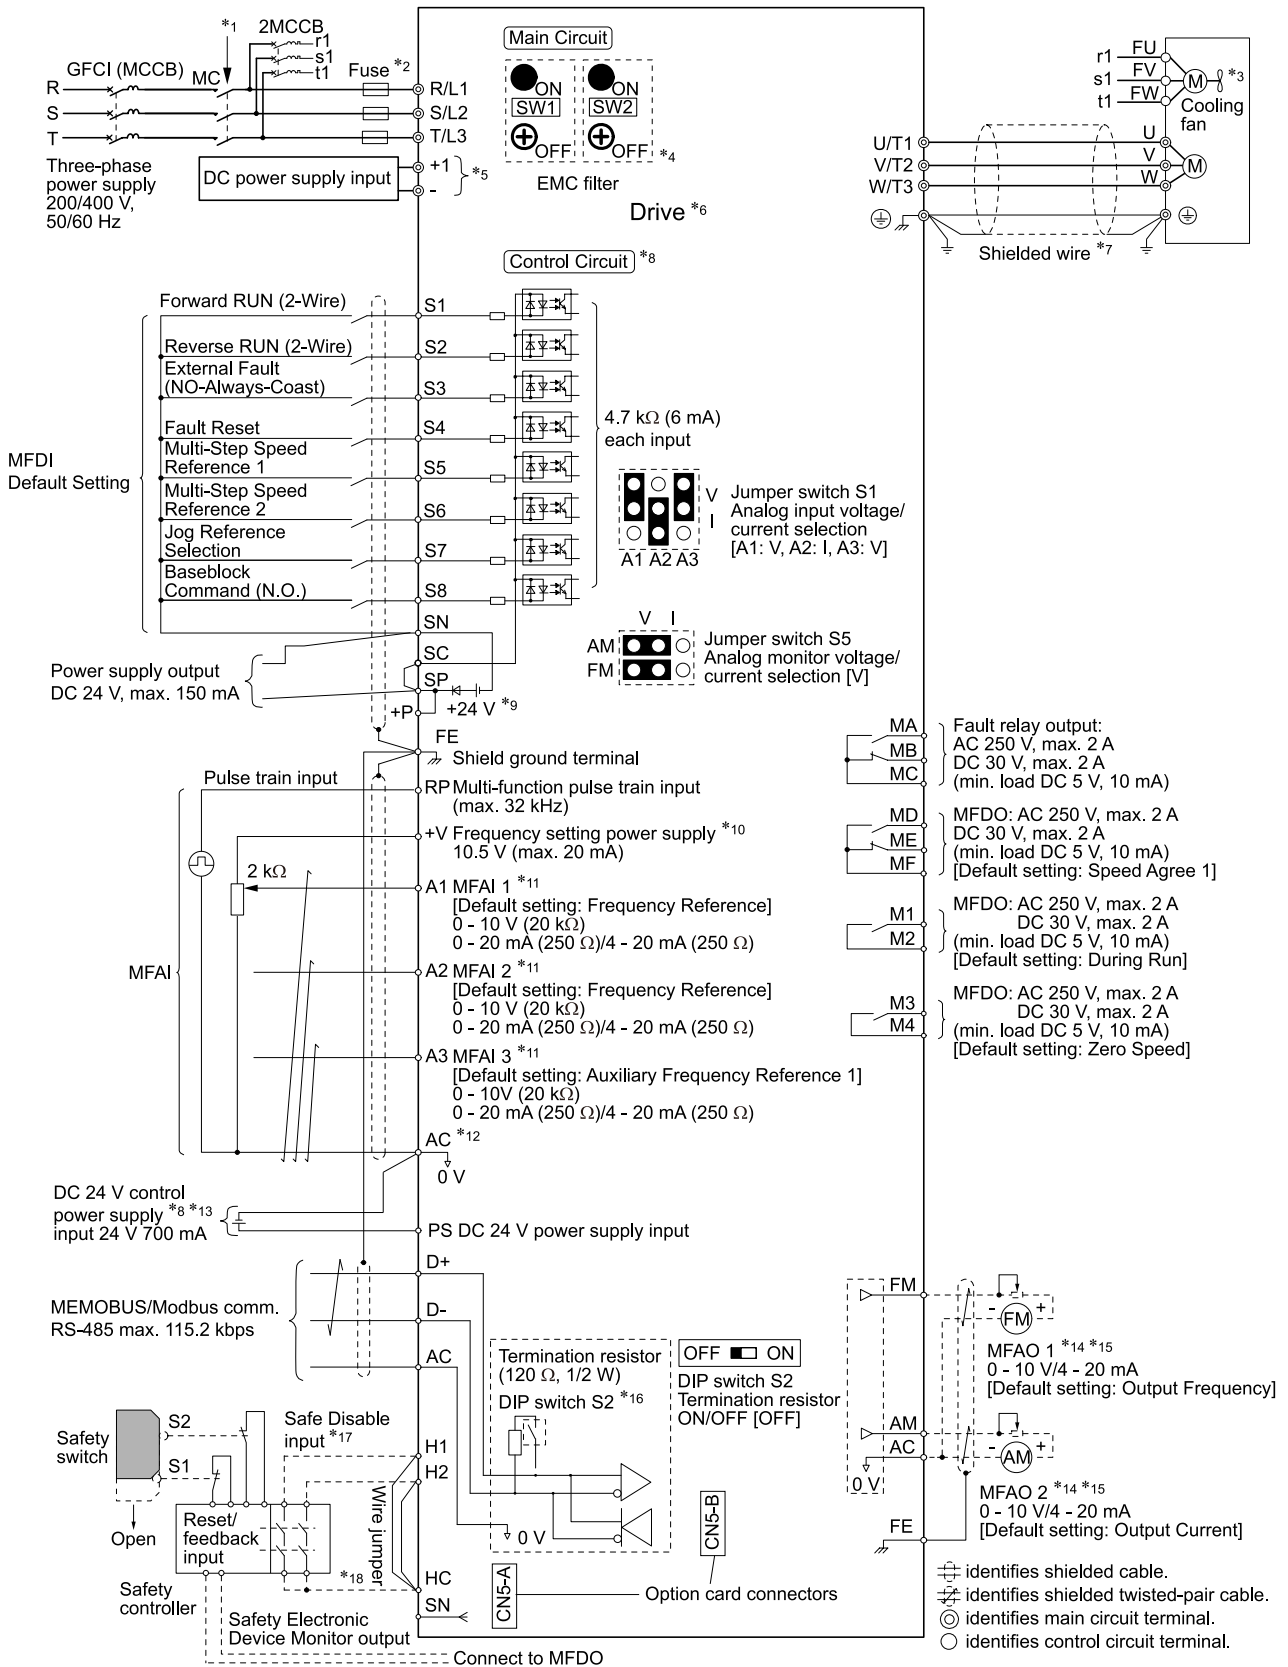 *1
2MCCB
r1
s1
t1
GFCI (MCCB)
MC
Fuse *2
R
S
T
R/L1
S/L2
T/L3
Three-phase
power supply
200/400 V,
50/60 Hz
DC power supply input
+1
-
*5
Main Circuit
ON
SW1
OFF
ON
SW2
OFF
*4
EMC filter
Drive *6
r1
s1
t1
FU
FV
FW
M
*3
Cooling
fan
U/T1
V/T2
W/T3
U
V
W
M
Shielded wire *7
Control Circuit *8
MFDI
Default Setting
Forward RUN (2-Wire)
S1
Reverse RUN (2-Wire)
S2
External Fault
(NO-Always-Coast)
S3
Fault Reset
S4
Multi-Step Speed
Reference 1
S5
Multi-Step Speed
Reference 2
S6
Jog Reference
Selection
S7
Baseblock
Command (N.O.)
S8
SN
SC
SP
+P
+24 V *9
Power supply output
DC 24 V, max. 150 mA
4.7 kΩ (6 mA)
each input
V
I
A1 A2 A3
Jumper switch S1
Analog input voltage/
current selection
[A1: V, A2: I, A3: V]
V I
AM
FM
Jumper switch S5
Analog monitor voltage/
current selection [V]
FE
Shield ground terminal
Pulse train input
RP Multi-function pulse train input
(max. 32 kHz)
+V Frequency setting power supply *10
10.5 V (max. 20 mA)
2 kΩ
MFAI
A1 MFAI 1 *11
[Default setting: Frequency Reference]
0 - 10 V (20 kΩ)
0 - 20 mA (250 Ω)/4 - 20 mA (250 Ω)
A2 MFAI 2 *11
[Default setting: Frequency Reference]
0 - 10 V (20 kΩ)
0 - 20 mA (250 Ω)/4 - 20 mA (250 Ω)
A3 MFAI 3 *11
[Default setting: Auxiliary Frequency Reference 1]
0 - 10V (20 kΩ)
0 - 20 mA (250 Ω)/4 - 20 mA (250 Ω)
AC *12
0 V
MA
MB
MC
Fault relay output:
AC 250 V, max. 2 A
DC 30 V, max. 2 A
(min. load DC 5 V, 10 mA)
MD
ME
MF
MFDO: AC 250 V, max. 2 A
DC 30 V, max. 2 A
(min. load DC 5 V, 10 mA)
[Default setting: Speed Agree 1]
M1
M2
MFDO: AC 250 V, max. 2 A
DC 30 V, max. 2 A
(min. load DC 5 V, 10 mA)
[Default setting: During Run]
M3
M4
MFDO: AC 250 V, max. 2 A
DC 30 V, max. 2 A
(min. load DC 5 V, 10 mA)
[Default setting: Zero Speed]
DC 24 V control
power supply *8 *13
input 24 V 700 mA
PS DC 24 V power supply input
MEMOBUS/Modbus comm.
RS-485 max. 115.2 kbps
D+
D-
AC
Termination resistor
(120 Ω, 1/2 W)
DIP switch S2 *16
0 V
OFF ON
DIP switch S2
Termination resistor
ON/OFF [OFF]
FM
- +
FM
MFAO 1 *14 *15
0 - 10 V/4 - 20 mA
[Default setting: Output Frequency]
AM
AC
0 V
- +
AM
MFAO 2 *14 *15
0 - 10 V/4 - 20 mA
[Default setting: Output Current]
FE
Safety
switch
S2
S1
Open
Safe Disable
input *17
H1
H2
Wire jumper
Reset/
feedback
input
*18
HC
SN
Safety
controller
Safety Electronic
Device Monitor output
Connect to MFDO
CN5-A
CN5-B
Option card connectors
identifies shielded cable.
identifies shielded twisted-pair cable.
identifies main circuit terminal.
identifies control circuit terminal.